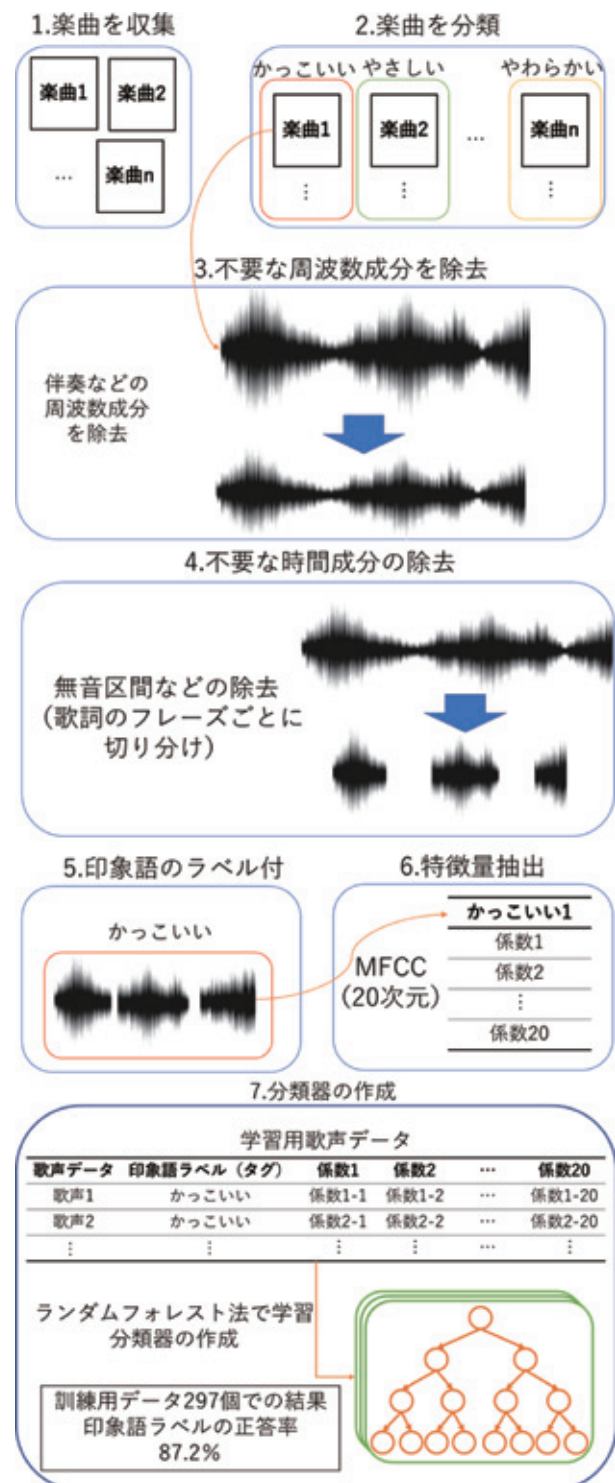 1.楽曲を収集
楽曲1
楽曲2
…
楽曲n
2.楽曲を分類
かっこいい
やさしい
やわらかい
楽曲1
楽曲2
…
楽曲n
⋮
⋮
⋮
3.不要な周波数成分を除去
伴奏などの
周波数成分
を除去
4.不要な時間成分の除去
無音区間などの除去
(歌詞のフレーズごとに
切り分け)
5.印象語のラベル付
かっこいい
6.特徴量抽出
MFCC
(20次元)
かっこいい1
係数1
係数2
⋮
係数20
7.分類器の作成
学習用歌声データ
歌声データ 印象語ラベル（タグ） 係数1 係数2 … 係数20
歌声1 かっこいい 係数1-1 係数1-2 … 係数1-20
歌声2 かっこいい 係数2-1 係数2-2 … 係数2-20
⋮ ⋮ ⋮ ⋮ … ⋮
ランダムフォレスト法で学習
分類器の作成
訓練用データ297個での結果
印象語ラベルの正答率
87.2%